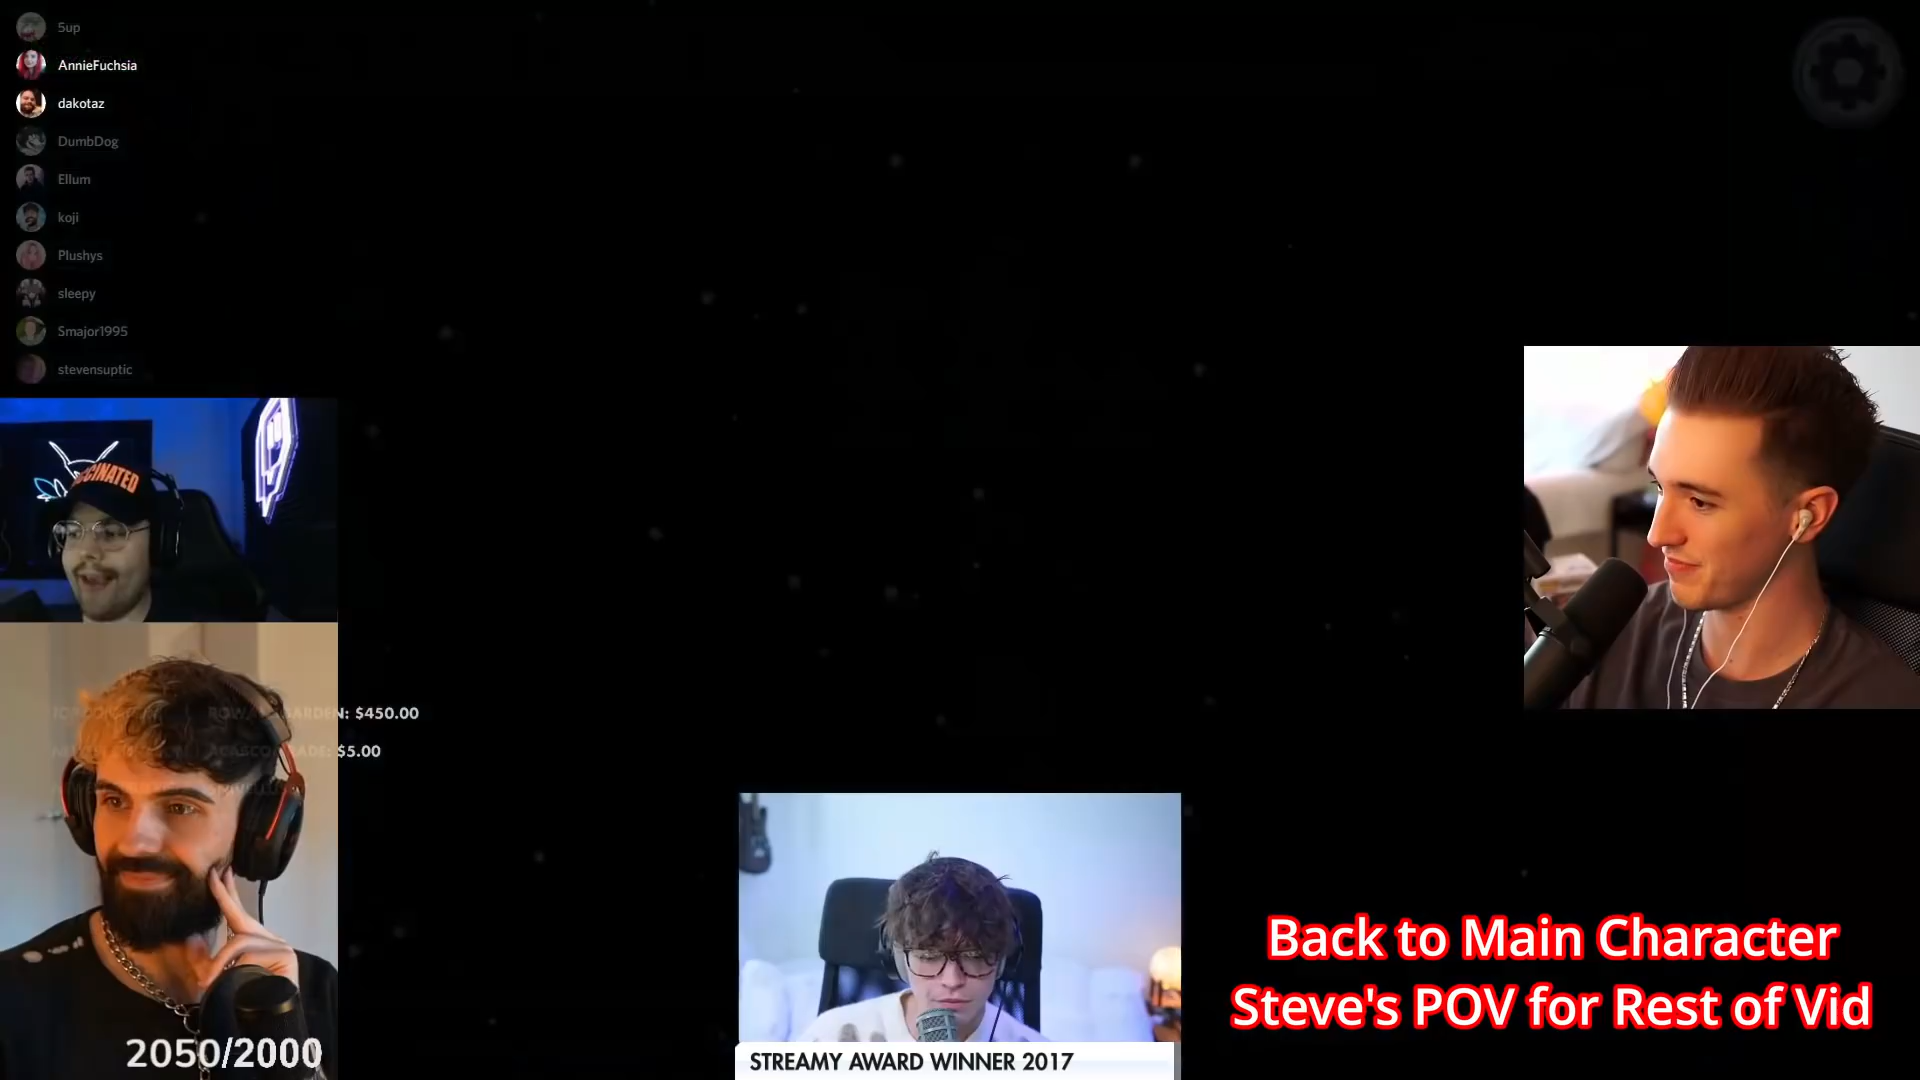 5up
AnnieFuchsia
dakotaz
DumbDog
Ellum
koji
Plushys
sleepy
Smajor1995
stevensuptic
CINATED
$450.00
$5.00
2050/2000
STREAMY AWARD WINNER 2017
Back to Main Character
Steve's POV for Rest of Vid